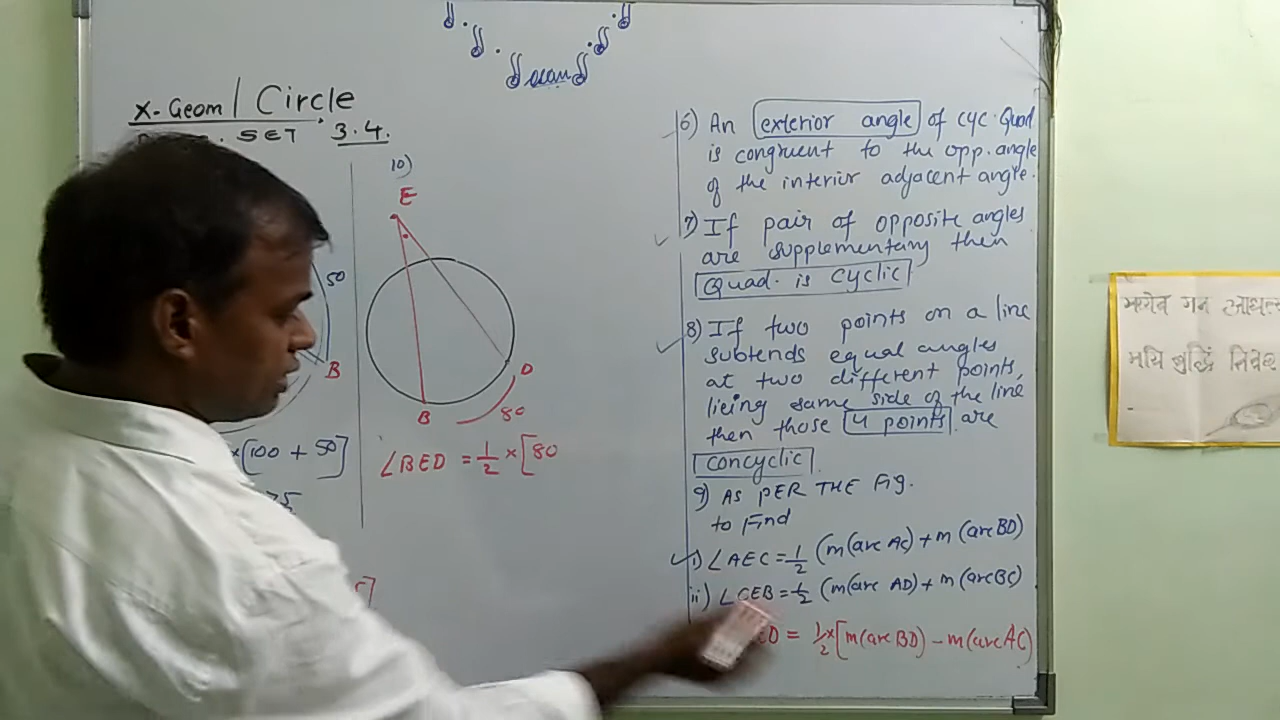 X-Geom | Circle
SET 3.4.
50
B
×[100 + 50]
10)
E
D
B
80
∠BED = 1/2 × [80
6) An exterior angle of cyc. Quad
is congruent to the opp. angle
of the interior adjacent angle.
7) If pair of opposite angles
are supplementary then
Quad. is cyclic
8) If two points on a line
subtends equal angles
at two different points,
lieing same side of the line
then those 4 points are
concyclic.
9) AS PER THE Fig.
to Find
i) ∠AEC = 1/2 (m(arc AC) + m(arc BD)
ii) ∠CEB = 1/2 (m(arc AD) + m(arc BC)
ED = 1/2 × [m(arc BD) – m(arc AC)